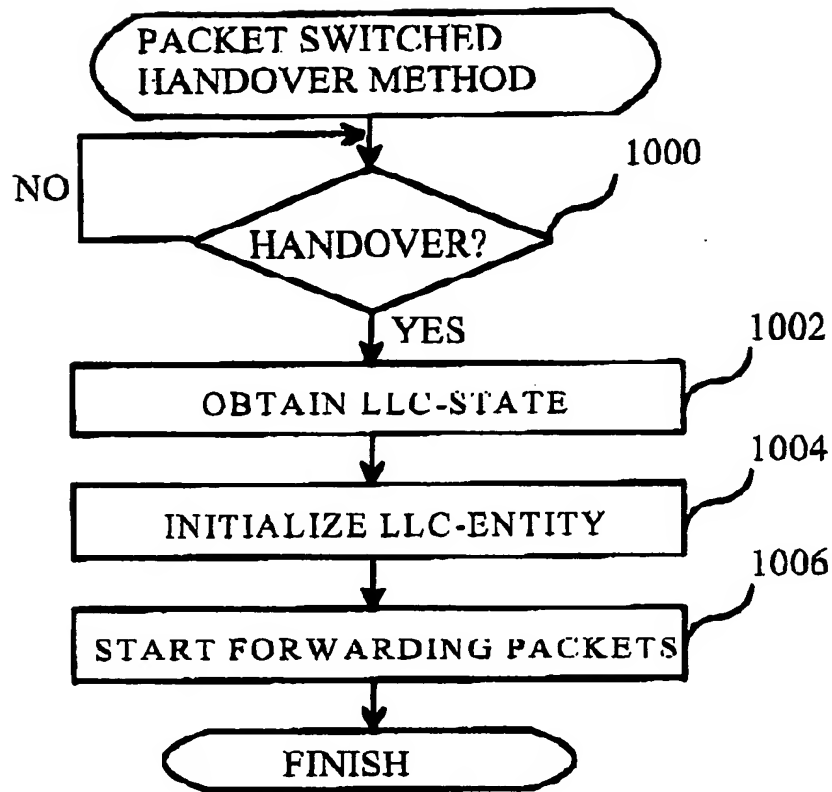 PACKET SWITCHED
HANDOVER METHOD
1000
NO
HANDOVER?
YES
1002
OBTAIN LLC-STATE
1004
INITIALIZE LLC-ENTITY
1006
START FORWARDING PACKETS
FINISH